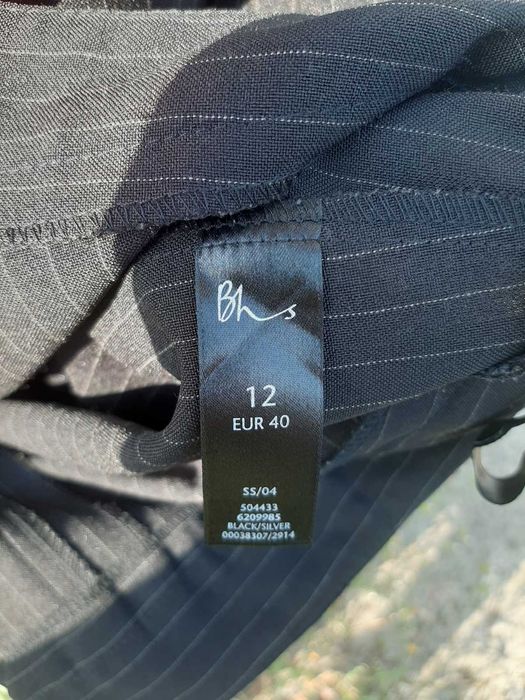 Bhs
12
EUR 40
SS/04
504433
6209985
BLACK/SILVER
00038307/2914